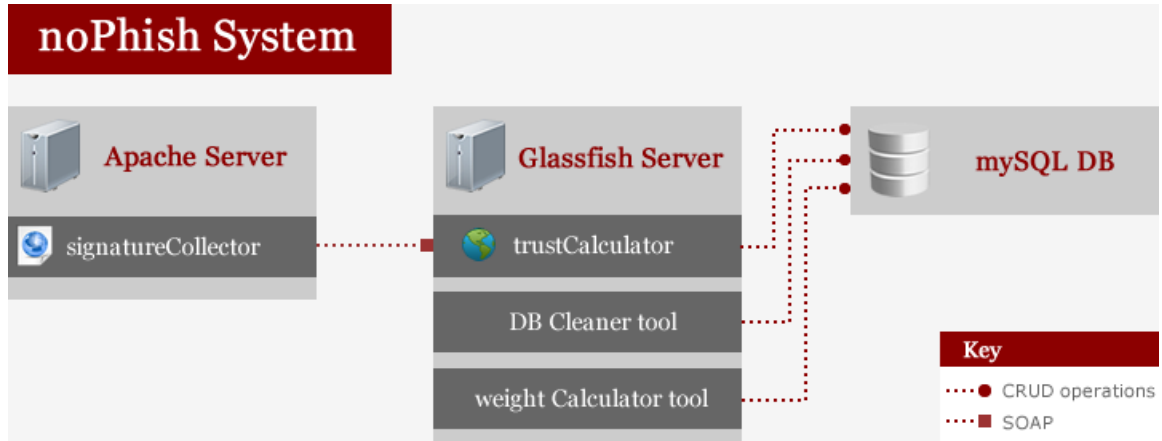 noPhish System
Apache Server
signatureCollector
Glassfish Server
trustCalculator
DB Cleaner tool
weight Calculator tool
mySQL DB
Key
CRUD operations
SOAP